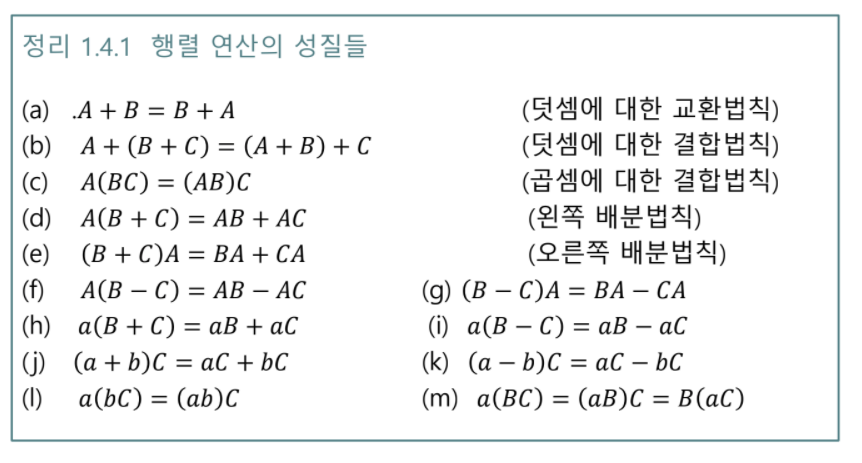 정리 1.4.1 행렬 연산의 성질들
(a) .A + B = B + A (덧셈에 대한 교환법칙)
(b) A + (B + C) = (A + B) + C (덧셈에 대한 결합법칙)
(c) A(BC) = (AB)C (곱셈에 대한 결합법칙)
(d) A(B + C) = AB + AC (왼쪽 배분법칙)
(e) (B + C)A = BA + CA (오른쪽 배분법칙)
(f) A(B − C) = AB − AC (g) (B − C)A = BA − CA
(h) a(B + C) = aB + aC (i) a(B − C) = aB − aC
(j) (a + b)C = aC + bC (k) (a − b)C = aC − bC
(l) a(bC) = (ab)C (m) a(BC) = (aB)C = B(aC)